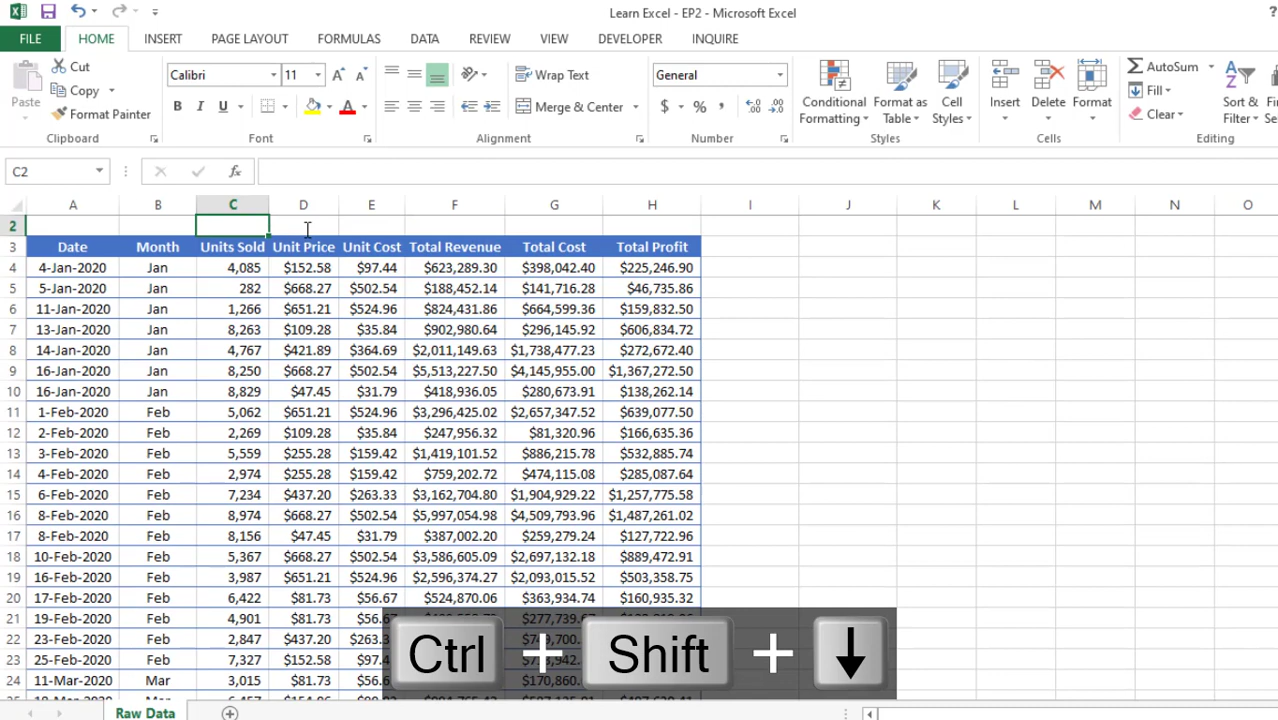 Learn Excel - EP2 - Microsoft Excel ?
FILE HOME INSERT PAGE LAYOUT FORMULAS DATA REVIEW VIEW DEVELOPER INQUIRE
Paste
Cut
Copy
Format Painter
Clipboard
Calibri 11
B I U
Font
Wrap Text
Merge & Center
Alignment
General
$ % ,
Number
Conditional Formatting
Format as Table
Cell Styles
Styles
Insert Delete Format
Cells
AutoSum
Fill
Clear
Sort & Filter
Editing
C2 fx
A B C D E F G H I J K L M N O
2
3 Date Month Units Sold Unit Price Unit Cost Total Revenue Total Cost Total Profit
4 4-Jan-2020 Jan 4,085 $152.58 $97.44 $623,289.30 $398,042.40 $225,246.90
5 5-Jan-2020 Jan 282 $668.27 $502.54 $188,452.14 $141,716.28 $46,735.86
6 11-Jan-2020 Jan 1,266 $651.21 $524.96 $824,431.86 $664,599.36 $159,832.50
7 13-Jan-2020 Jan 8,263 $109.28 $35.84 $902,980.64 $296,145.92 $606,834.72
8 14-Jan-2020 Jan 4,767 $421.89 $364.69 $2,011,149.63 $1,738,477.23 $272,672.40
9 16-Jan-2020 Jan 8,250 $668.27 $502.54 $5,513,227.50 $4,145,955.00 $1,367,272.50
10 16-Jan-2020 Jan 8,829 $47.45 $31.79 $418,936.05 $280,673.91 $138,262.14
11 1-Feb-2020 Feb 5,062 $651.21 $524.96 $3,296,425.02 $2,657,347.52 $639,077.50
12 2-Feb-2020 Feb 2,269 $109.28 $35.84 $247,956.32 $81,320.96 $166,635.36
13 3-Feb-2020 Feb 5,559 $255.28 $159.42 $1,419,101.52 $886,215.78 $532,885.74
14 4-Feb-2020 Feb 2,974 $255.28 $159.42 $759,202.72 $474,115.08 $285,087.64
15 6-Feb-2020 Feb 7,234 $437.20 $263.33 $3,162,704.80 $1,904,929.22 $1,257,775.58
16 8-Feb-2020 Feb 8,974 $668.27 $502.54 $5,997,054.98 $4,509,793.96 $1,487,261.02
17 8-Feb-2020 Feb 8,156 $47.45 $31.79 $387,002.20 $259,279.24 $127,722.96
18 10-Feb-2020 Feb 5,367 $668.27 $502.54 $3,586,605.09 $2,697,132.18 $889,472.91
19 16-Feb-2020 Feb 3,987 $651.21 $524.96 $2,596,374.27 $2,093,015.52 $503,358.75
20 17-Feb-2020 Feb 6,422 $81.73 $56.67 $524,870.06 $363,934.74 $160,935.32
21 19-Feb-2020 Feb 4,901 $81.73
22 23-Feb-2020 Feb 2,847 $437.20
23 25-Feb-2020 Feb 7,327 $152.58
24 11-Mar-2020 Mar 3,015 $81.73
Ctrl + Shift + ↓
Raw Data